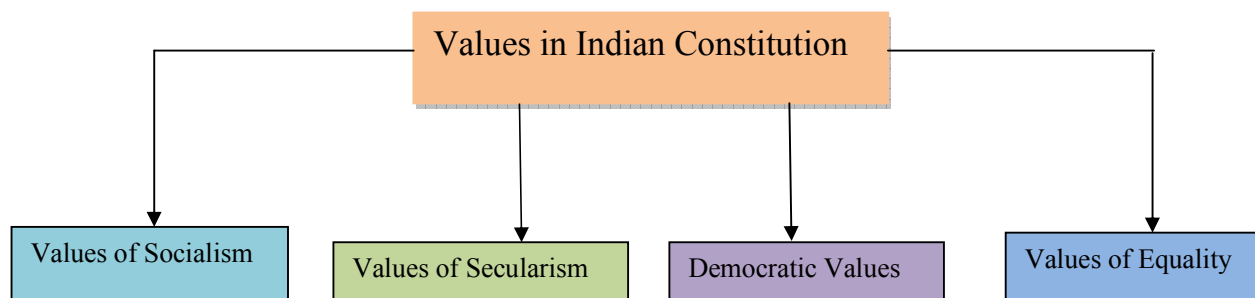 Values in Indian Constitution
Values of Socialism
Values of Secularism
Democratic Values
Values of Equality